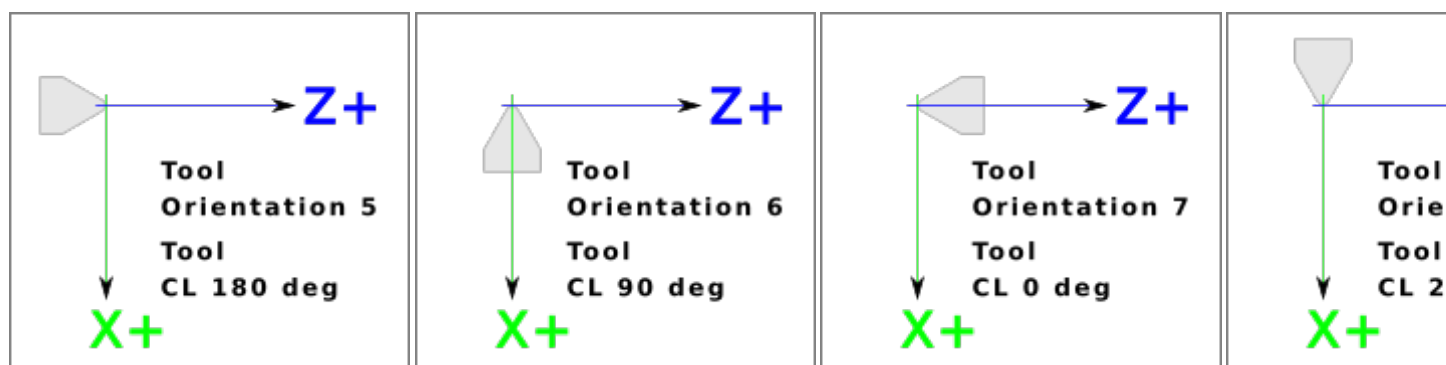 Z+
Tool
Orientation 5
Tool
CL 180 deg
X+
Z+
Tool
Orientation 6
Tool
CL 90 deg
X+
Z+
Tool
Orientation 7
Tool
CL 0 deg
X+
Tool
Tool
CL
X+